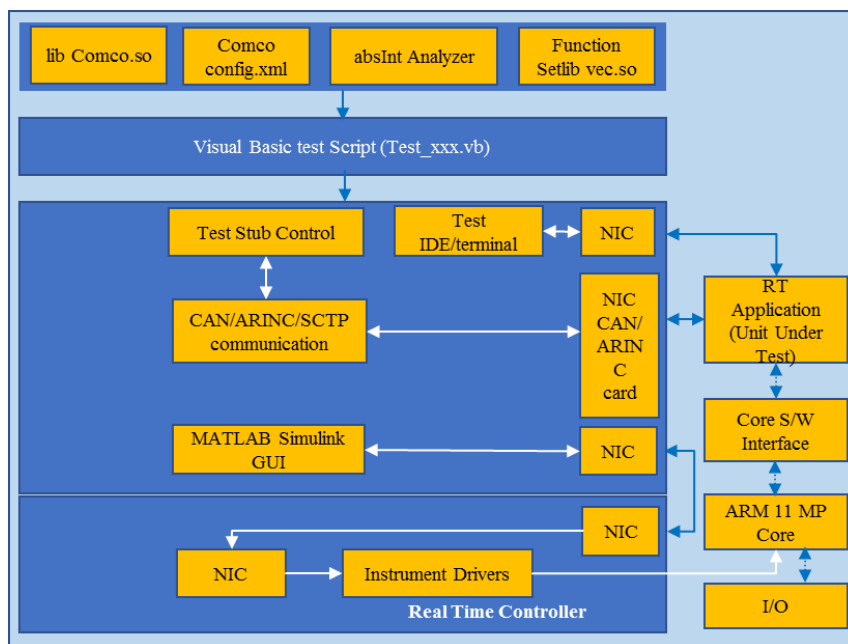 lib Comco.so
Comco
config.xml
absInt Analyzer
Function
Setlib vec.so
Visual Basic test Script (Test_xxx.vb)
Test Stub Control
Test
IDE/terminal
NIC
CAN/ARINC/SCTP
communication
NIC
CAN/
ARIN
C
card
RT
Application
(Unit Under
Test)
MATLAB Simulink
GUI
NIC
Core S/W
Interface
NIC
ARM 11 MP
Core
NIC
Instrument Drivers
I/O
Real Time Controller